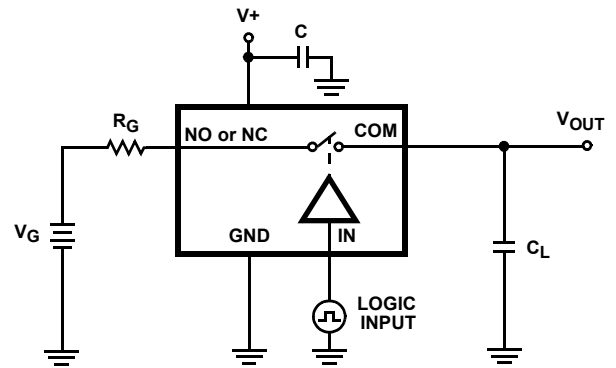 V+
C
RG
NO or NC
COM
VOUT
VG
GND
IN
CL
LOGIC
INPUT